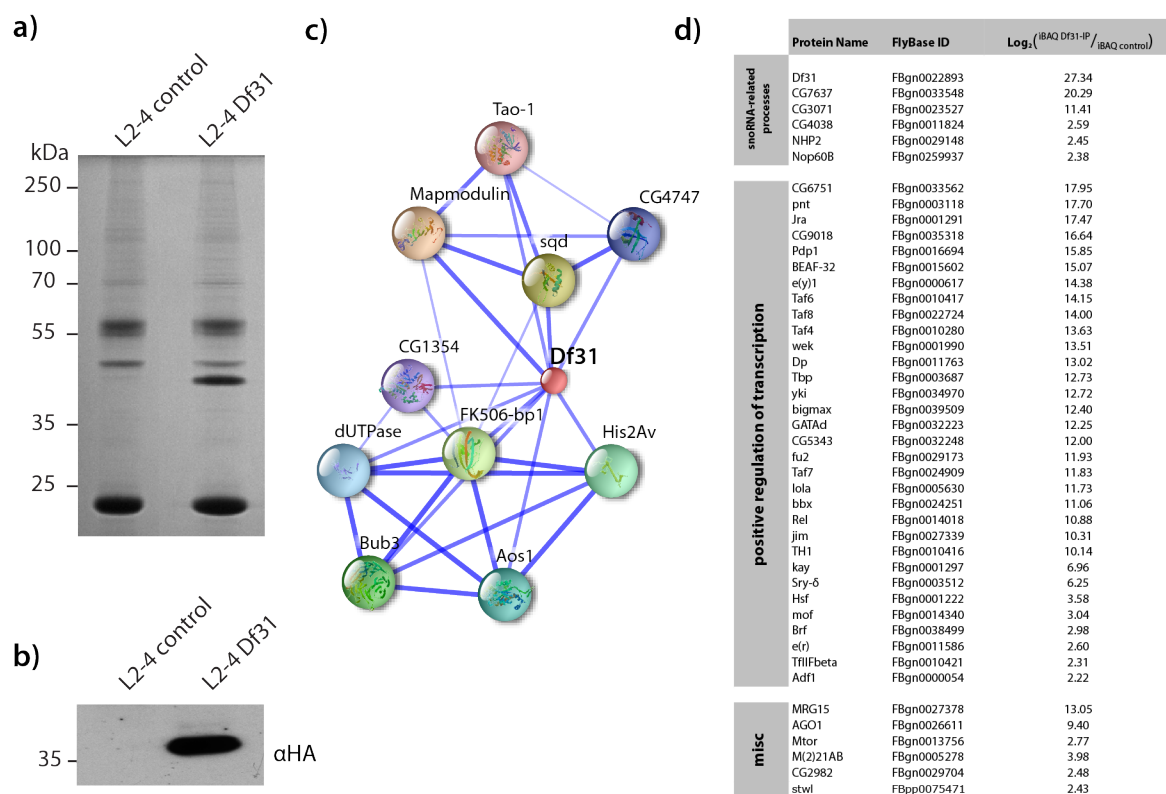 a)
L2-4 control
L2-4 Df31
kDa
250
100
70
55
35
25
b)
L2-4 control
L2-4 Df31
35
αHA
c)
Tao-1
Mapmodulin
CG4747
sqd
Df31
CG1354
FK506-bp1
dUTPase
His2Av
Bub3
Aos1
d)
Protein Name FlyBase ID Log₂(iBAQ Df31-IP/iBAQ control)
snoRNA-related
processes
Df31 FBgn0022893 27.34
CG7637 FBgn0033548 20.29
CG3071 FBgn0023527 11.41
CG4038 FBgn0011824 2.59
NHP2 FBgn0029148 2.45
Nop60B FBgn0259937 2.38
positive regulation of transcription
CG6751 FBgn0033562 17.95
pnt FBgn0003118 17.70
Jra FBgn0001291 17.47
CG9018 FBgn0035318 16.64
Pdp1 FBgn0016694 15.85
BEAF-32 FBgn0015602 15.07
e(y)1 FBgn0000617 14.38
Taf6 FBgn0010417 14.15
Taf8 FBgn0022724 14.00
Taf4 FBgn0010280 13.63
wek FBgn0001990 13.51
Dp FBgn0011763 13.02
Tbp FBgn0003687 12.73
yki FBgn0034970 12.72
bigmax FBgn0039509 12.40
GATAd FBgn0032223 12.25
CG5343 FBgn0032248 12.00
fu2 FBgn0029173 11.93
Taf7 FBgn0024909 11.83
lola FBgn0005630 11.73
bbx FBgn0024251 11.06
Rel FBgn0014018 10.88
jim FBgn0027339 10.31
TH1 FBgn0010416 10.14
kay FBgn0001297 6.96
Sry-δ FBgn0003512 6.25
Hsf FBgn0001222 3.58
mof FBgn0014340 3.04
Brf FBgn0038499 2.98
e(r) FBgn0011586 2.60
TfIIFbeta FBgn0010421 2.31
Adf1 FBgn0000054 2.22
misc
MRG15 FBgn0027378 13.05
AGO1 FBgn0026611 9.40
Mtor FBgn0013756 2.77
M(2)21AB FBgn0005278 3.98
CG2982 FBgn0029704 2.48
stwl FBpp0075471 2.43